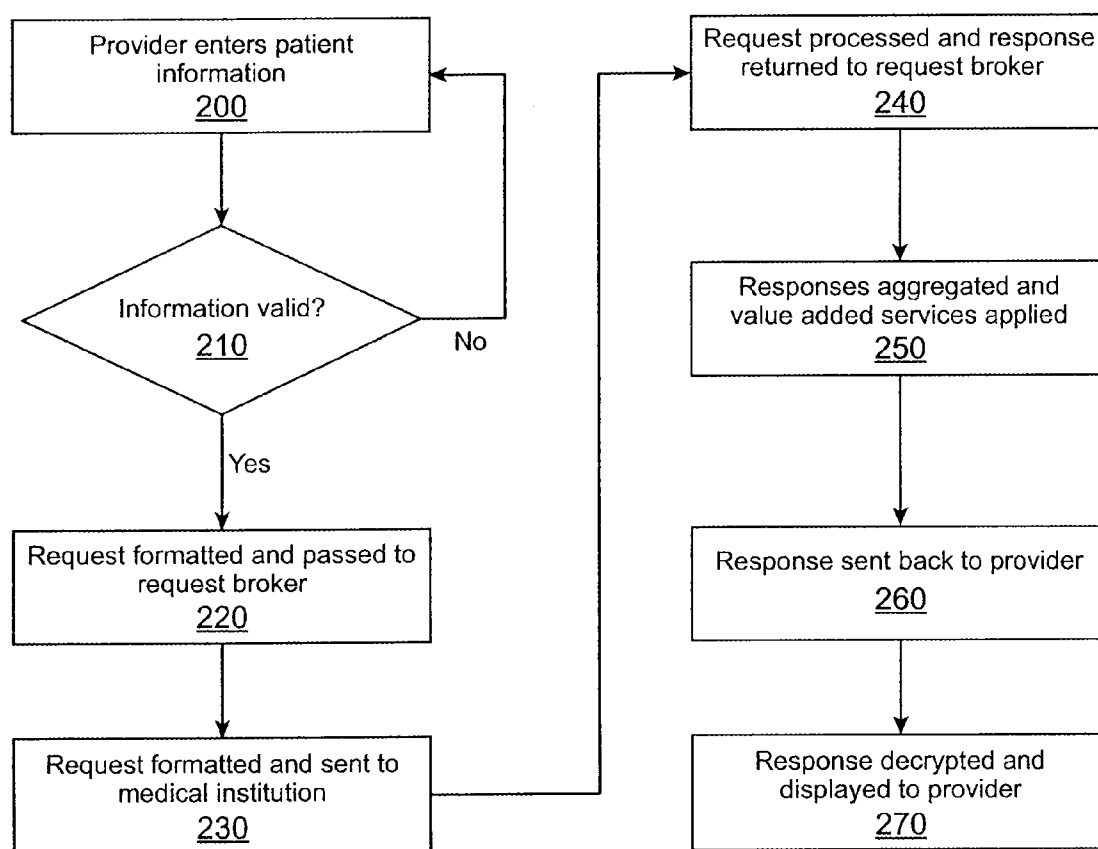 Provider enters patient
information
200
Information valid?
210
No
Yes
Request formatted and passed to
request broker
220
Request formatted and sent to
medical institution
230
Request processed and response
returned to request broker
240
Responses aggregated and
value added services applied
250
Response sent back to provider
260
Response decrypted and
displayed to provider
270